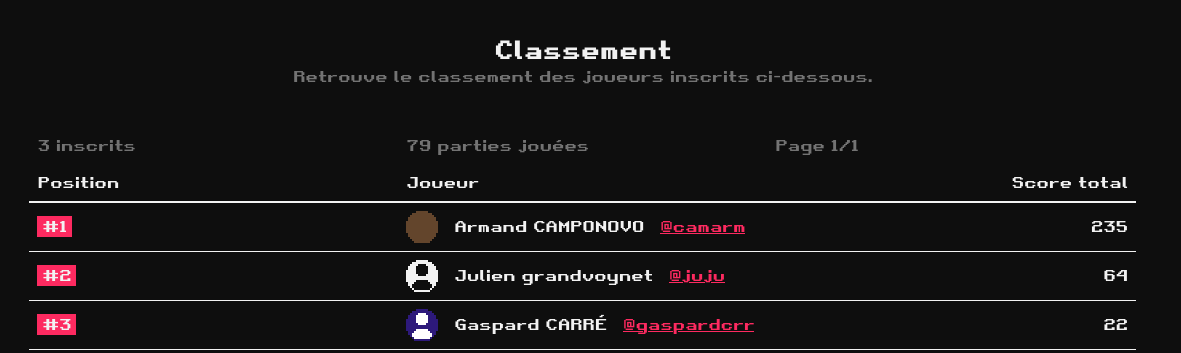 Classement
Retrouve le classement des joueurs inscrits ci-dessous.
3 inscrits 79 parties jouées Page 1/1
Position Joueur Score total
#1 Armand CAMPONOVO @camarm 235
#2 Julien grandvoynet @juju 64
#3 Gaspard CARRÉ @gaspardcrr 22